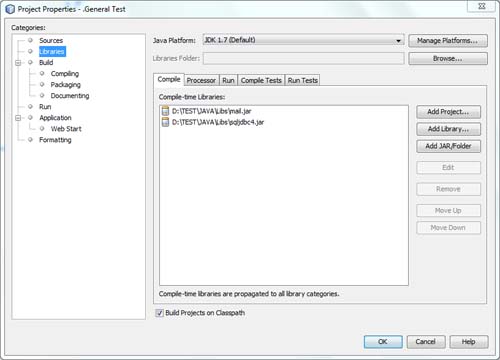 Project Properties - .General Test
Categories:
Sources
Libraries
Build
Compiling
Packaging
Documenting
Run
Application
Web Start
Formatting
Java Platform: JDK 1.7 (Default) Manage Platforms...
Libraries Folder: Browse...
Compile Processor Run Compile Tests Run Tests
Compile-time Libraries:
D:\TEST\JAVA\Libs\mail.jar
D:\TEST\JAVA\Libs\sqljdbc4.jar
Add Project...
Add Library...
Add JAR/Folder
Edit
Remove
Move Up
Move Down
Compile-time libraries are propagated to all library categories.
Build Projects on Classpath
OK Cancel Help